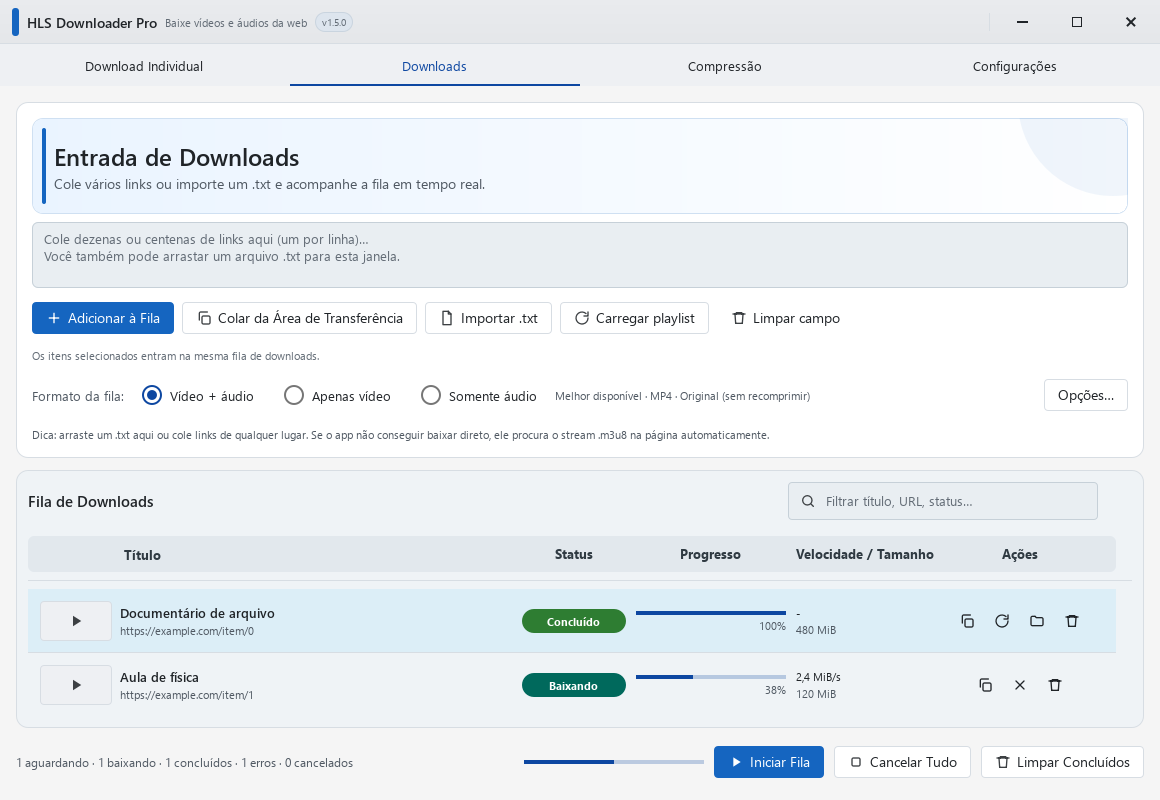 HLS Downloader Pro Baixe vídeos e áudios da web v1.5.0
Download Individual Downloads Compressão Configurações
Entrada de Downloads
Cole vários links ou importe um .txt e acompanhe a fila em tempo real.
Cole dezenas ou centenas de links aqui (um por linha)...
Você também pode arrastar um arquivo .txt para esta janela.
Adicionar à Fila Colar da Área de Transferência Importar .txt Carregar playlist Limpar campo
Os itens selecionados entram na mesma fila de downloads.
Formato da fila: Vídeo + áudio Apenas vídeo Somente áudio Melhor disponível · MP4 · Original (sem recomprimir) Opções...
Dica: arraste um .txt aqui ou cole links de qualquer lugar. Se o app não conseguir baixar direto, ele procura o stream .m3u8 na página automaticamente.
Fila de Downloads Filtrar título, URL, status...
Título Status Progresso Velocidade / Tamanho Ações
Documentário de arquivo Concluído -
https://example.com/item/0 100% 480 MiB
Aula de física Baixando 2,4 MiB/s
https://example.com/item/1 38% 120 MiB
1 aguardando · 1 baixando · 1 concluídos · 1 erros · 0 cancelados Iniciar Fila Cancelar Tudo Limpar Concluídos